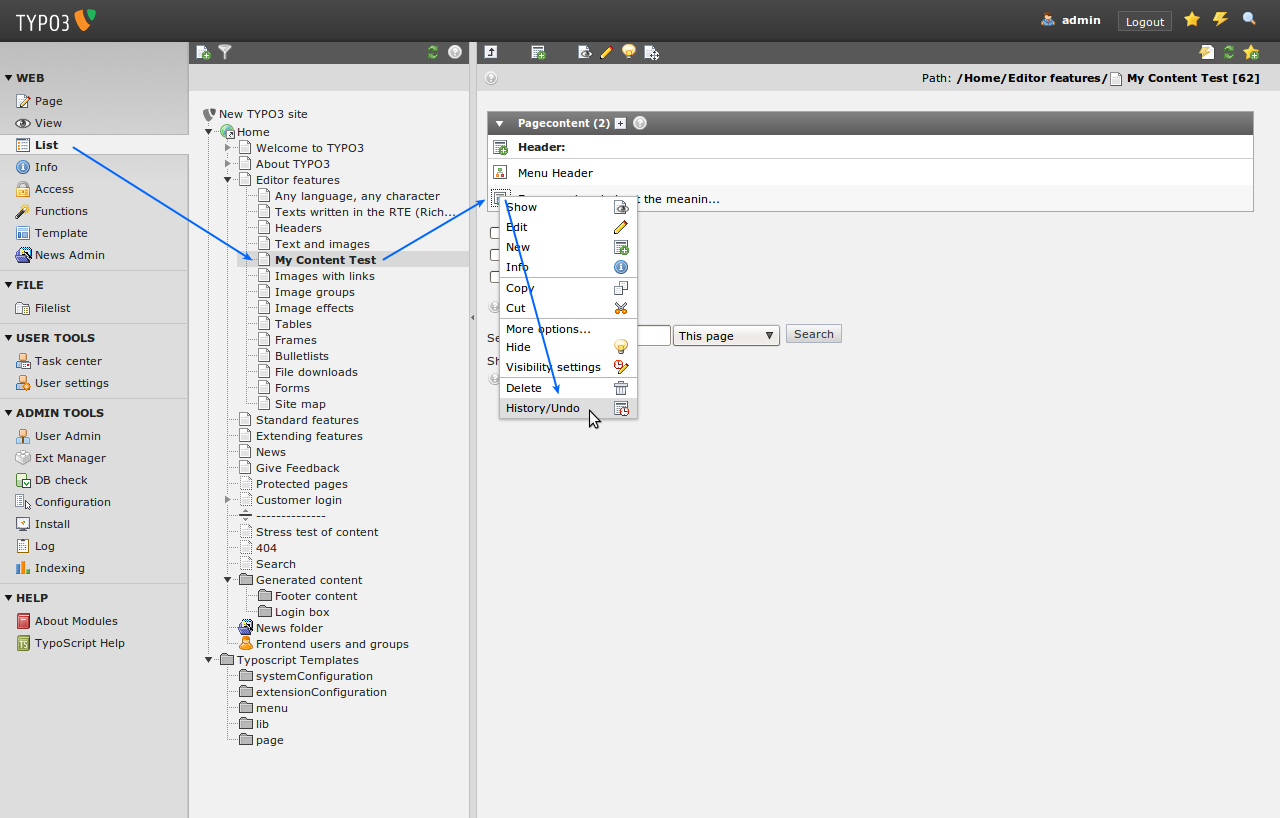 TYPO3
admin
Logout
Path: /Home/Editor features/ My Content Test [62]
WEB
Page
View
List
Info
Access
Functions
Template
News Admin
FILE
Filelist
USER TOOLS
Task center
User settings
ADMIN TOOLS
User Admin
Ext Manager
DB check
Configuration
Install
Log
Indexing
HELP
About Modules
TypoScript Help
New TYPO3 site
Home
Welcome to TYPO3
About TYPO3
Editor features
Any language, any character
Texts written in the RTE (Rich...
Headers
Text and images
My Content Test
Images with links
Image groups
Image effects
Tables
Frames
Bulletlists
File downloads
Forms
Site map
Standard features
Extending features
News
Give Feedback
Protected pages
Customer login
--------------
Stress test of content
404
Search
Generated content
Footer content
Login box
News folder
Frontend users and groups
Typoscript Templates
systemConfiguration
extensionConfiguration
menu
lib
page
Pagecontent (2)
Header:
Menu Header
the meanin...
Show
Edit
New
Info
Copy
Cut
More options...
Hide
Visibility settings
Delete
History/Undo
This page
Search